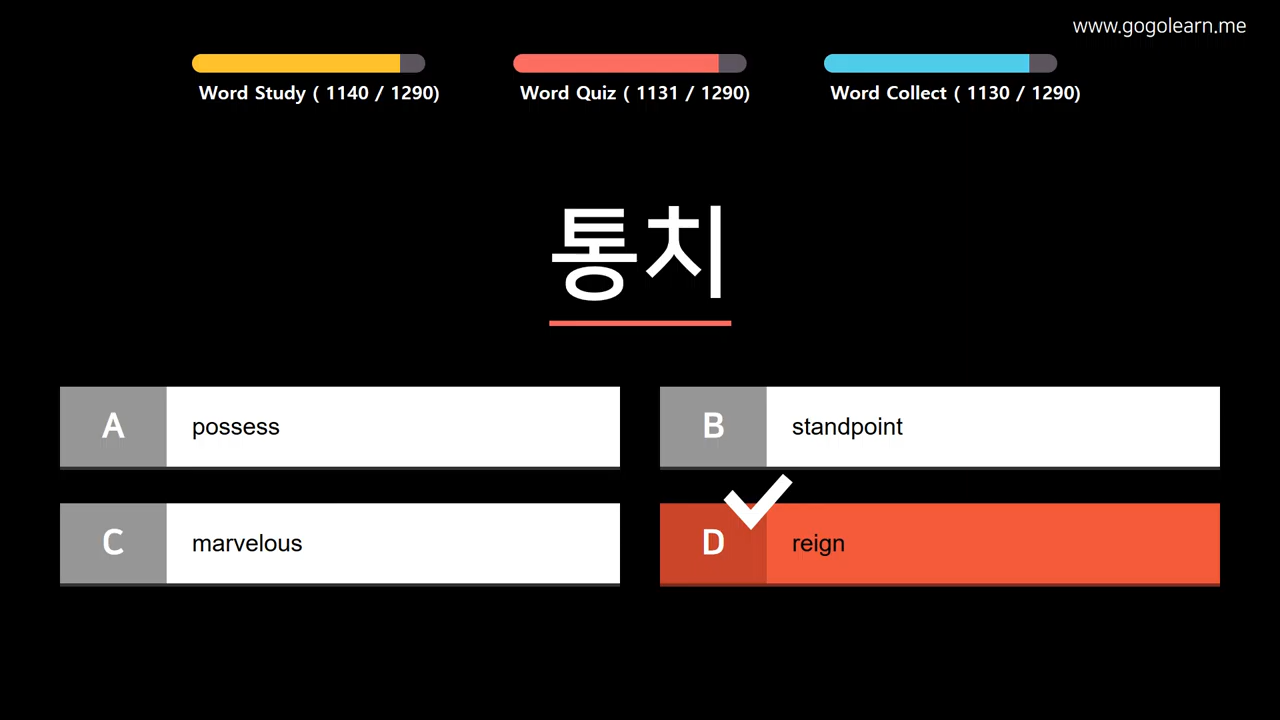 www.gogolearn.me
Word Study ( 1140 / 1290)
Word Quiz ( 1131 / 1290)
Word Collect ( 1130 / 1290)
통치
A possess
B standpoint
C marvelous
D reign